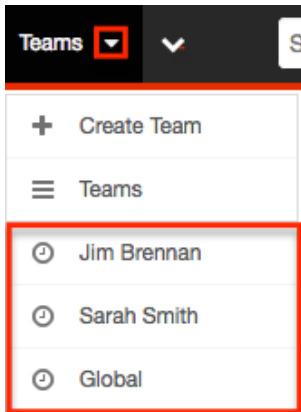 Teams
S
Create Team
Teams
Jim Brennan
Sarah Smith
Global